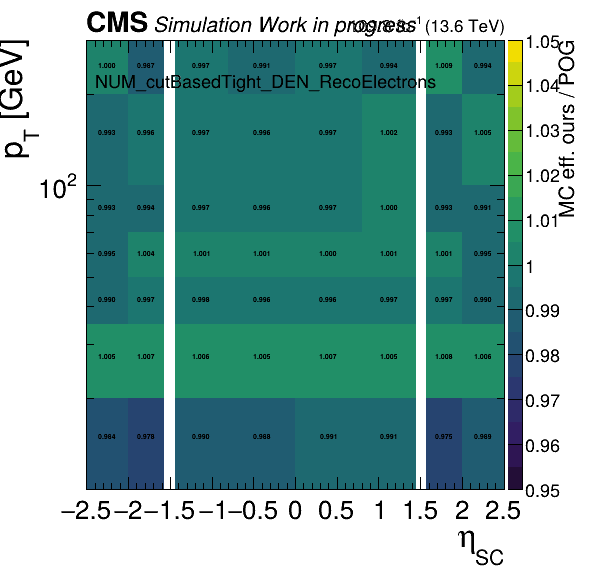 CMS Simulation Work in progress (13.6 TeV)
NUM_cutBasedTight_DEN_RecoElectrons
1.000 0.987 0.997 0.991 0.997 0.994 1.009 0.994
0.993 0.996 0.997 0.996 0.997 1.002 0.993 1.005
0.993 0.994 0.997 0.996 0.997 1.000 0.993 0.991
0.995 1.004 1.001 1.001 1.000 1.001 1.001 0.995
0.990 0.997 0.998 0.996 0.996 0.997 0.997 0.990
1.005 1.007 1.006 1.005 1.007 1.005 1.008 1.006
0.984 0.978 0.990 0.988 0.991 0.991 0.975 0.989
p_T [GeV]
10²
−2.5 −2 −1.5 −1 −0.5 0 0.5 1 1.5 2 2.5
η_SC
1.05
1.04
1.03
1.02
1.01
1
0.99
0.98
0.97
0.96
0.95
MC eff. ours / POG